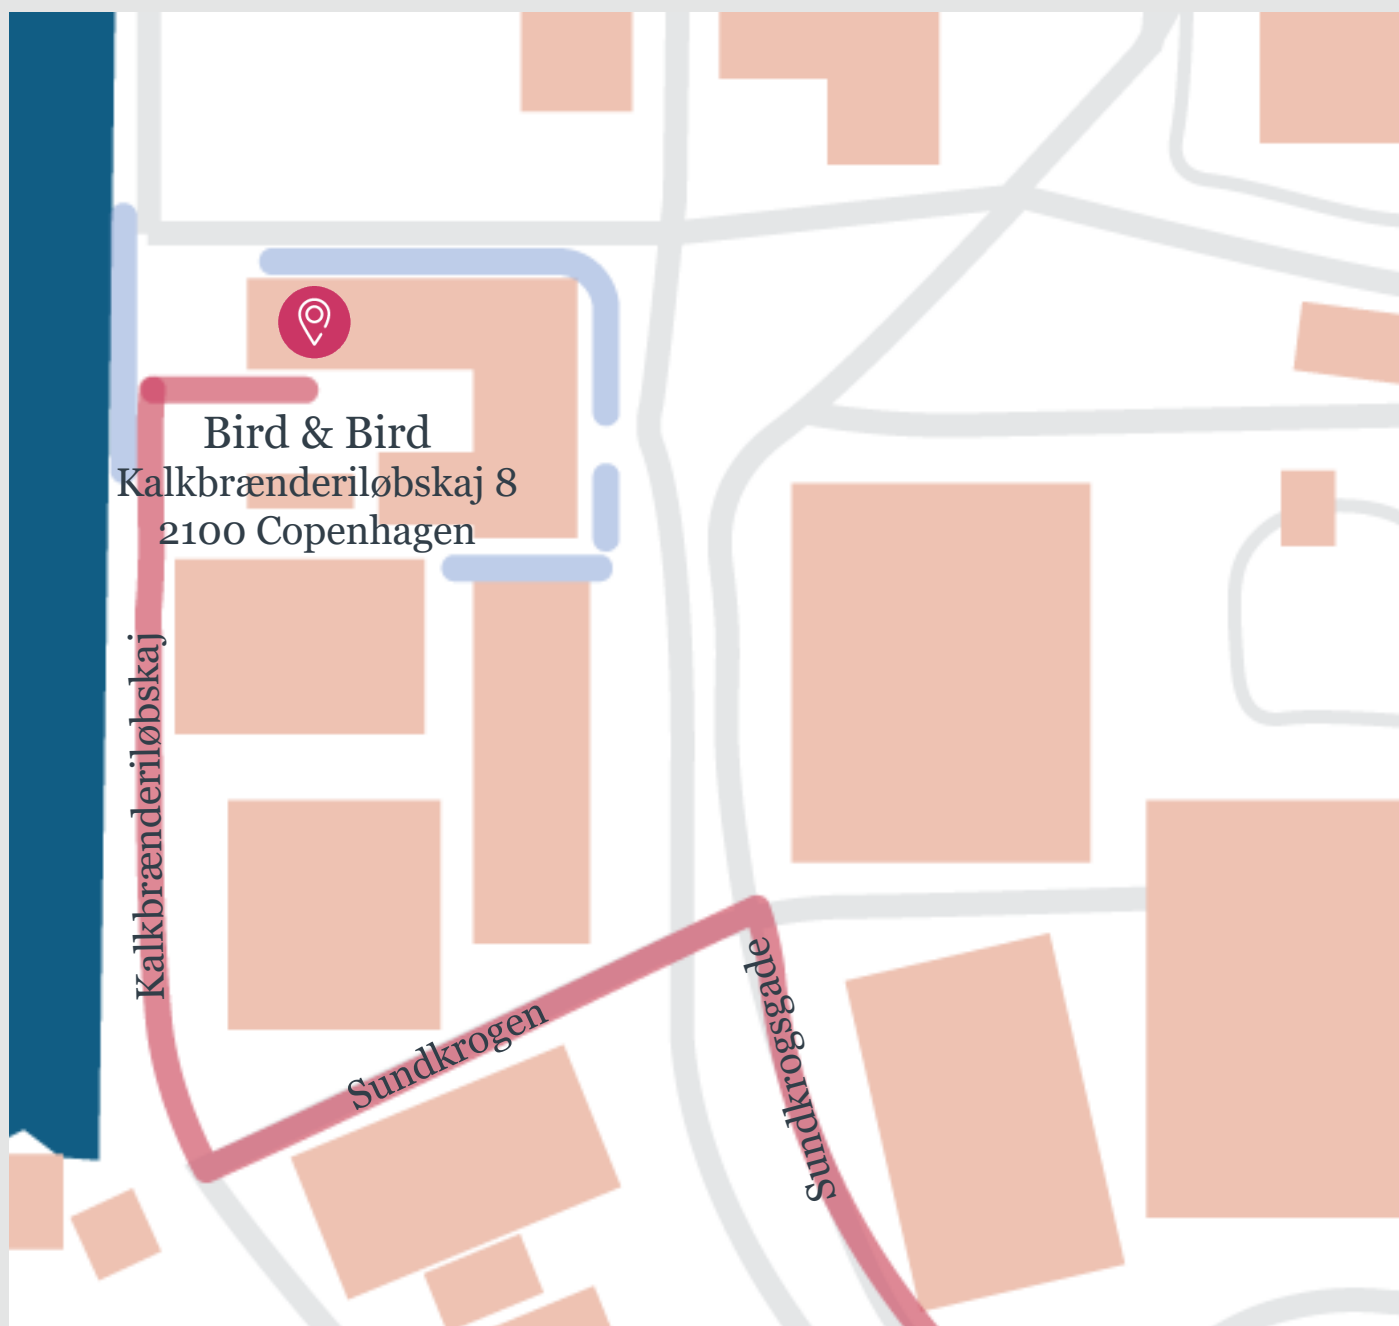 Bird & Bird
Kalkbrænderiløbskaj 8
2100 Copenhagen
Kalkbrænderiløbskaj
Sundkrogen
Sundkrogsgade